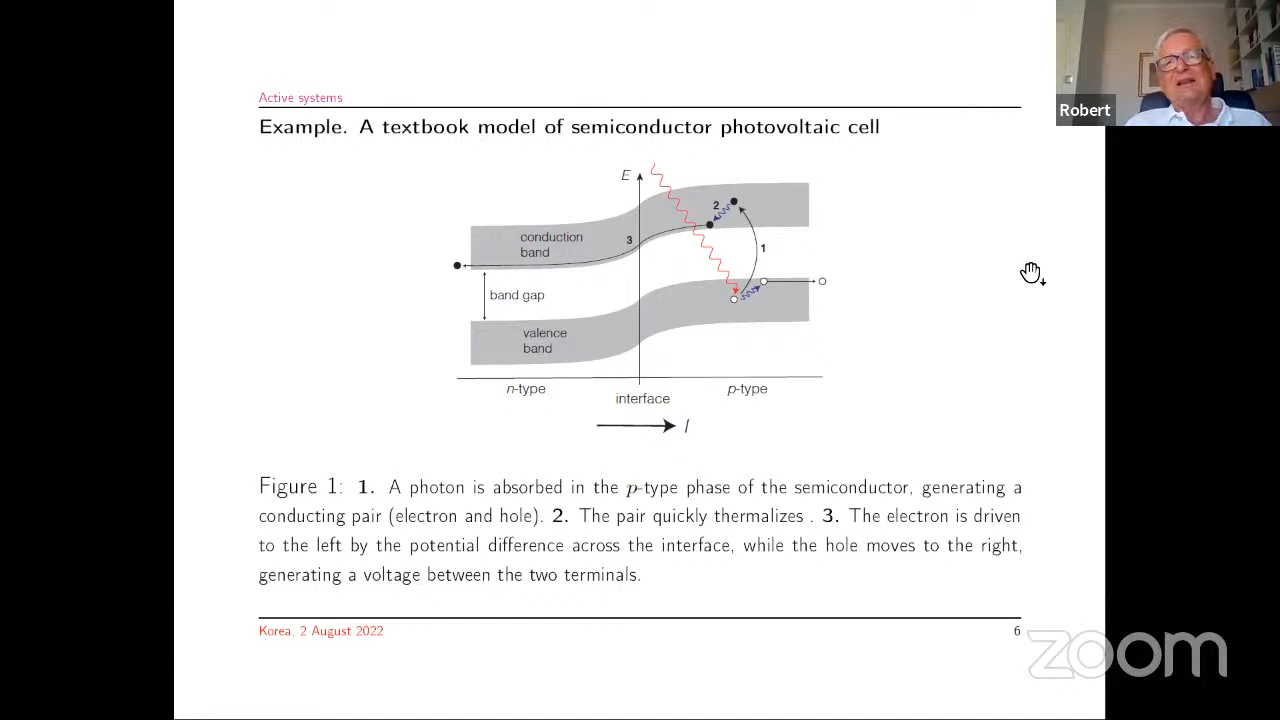 Robert
Active systems
Example. A textbook model of semiconductor photovoltaic cell
E
2
conduction
band
3
1
band gap
valence
band
n-type
interface
p-type
I
Figure 1: 1. A photon is absorbed in the p-type phase of the semiconductor, generating a
conducting pair (electron and hole). 2. The pair quickly thermalizes . 3. The electron is driven
to the left by the potential difference across the interface, while the hole moves to the right,
generating a voltage between the two terminals.
Korea, 2 August 2022
6
zoom